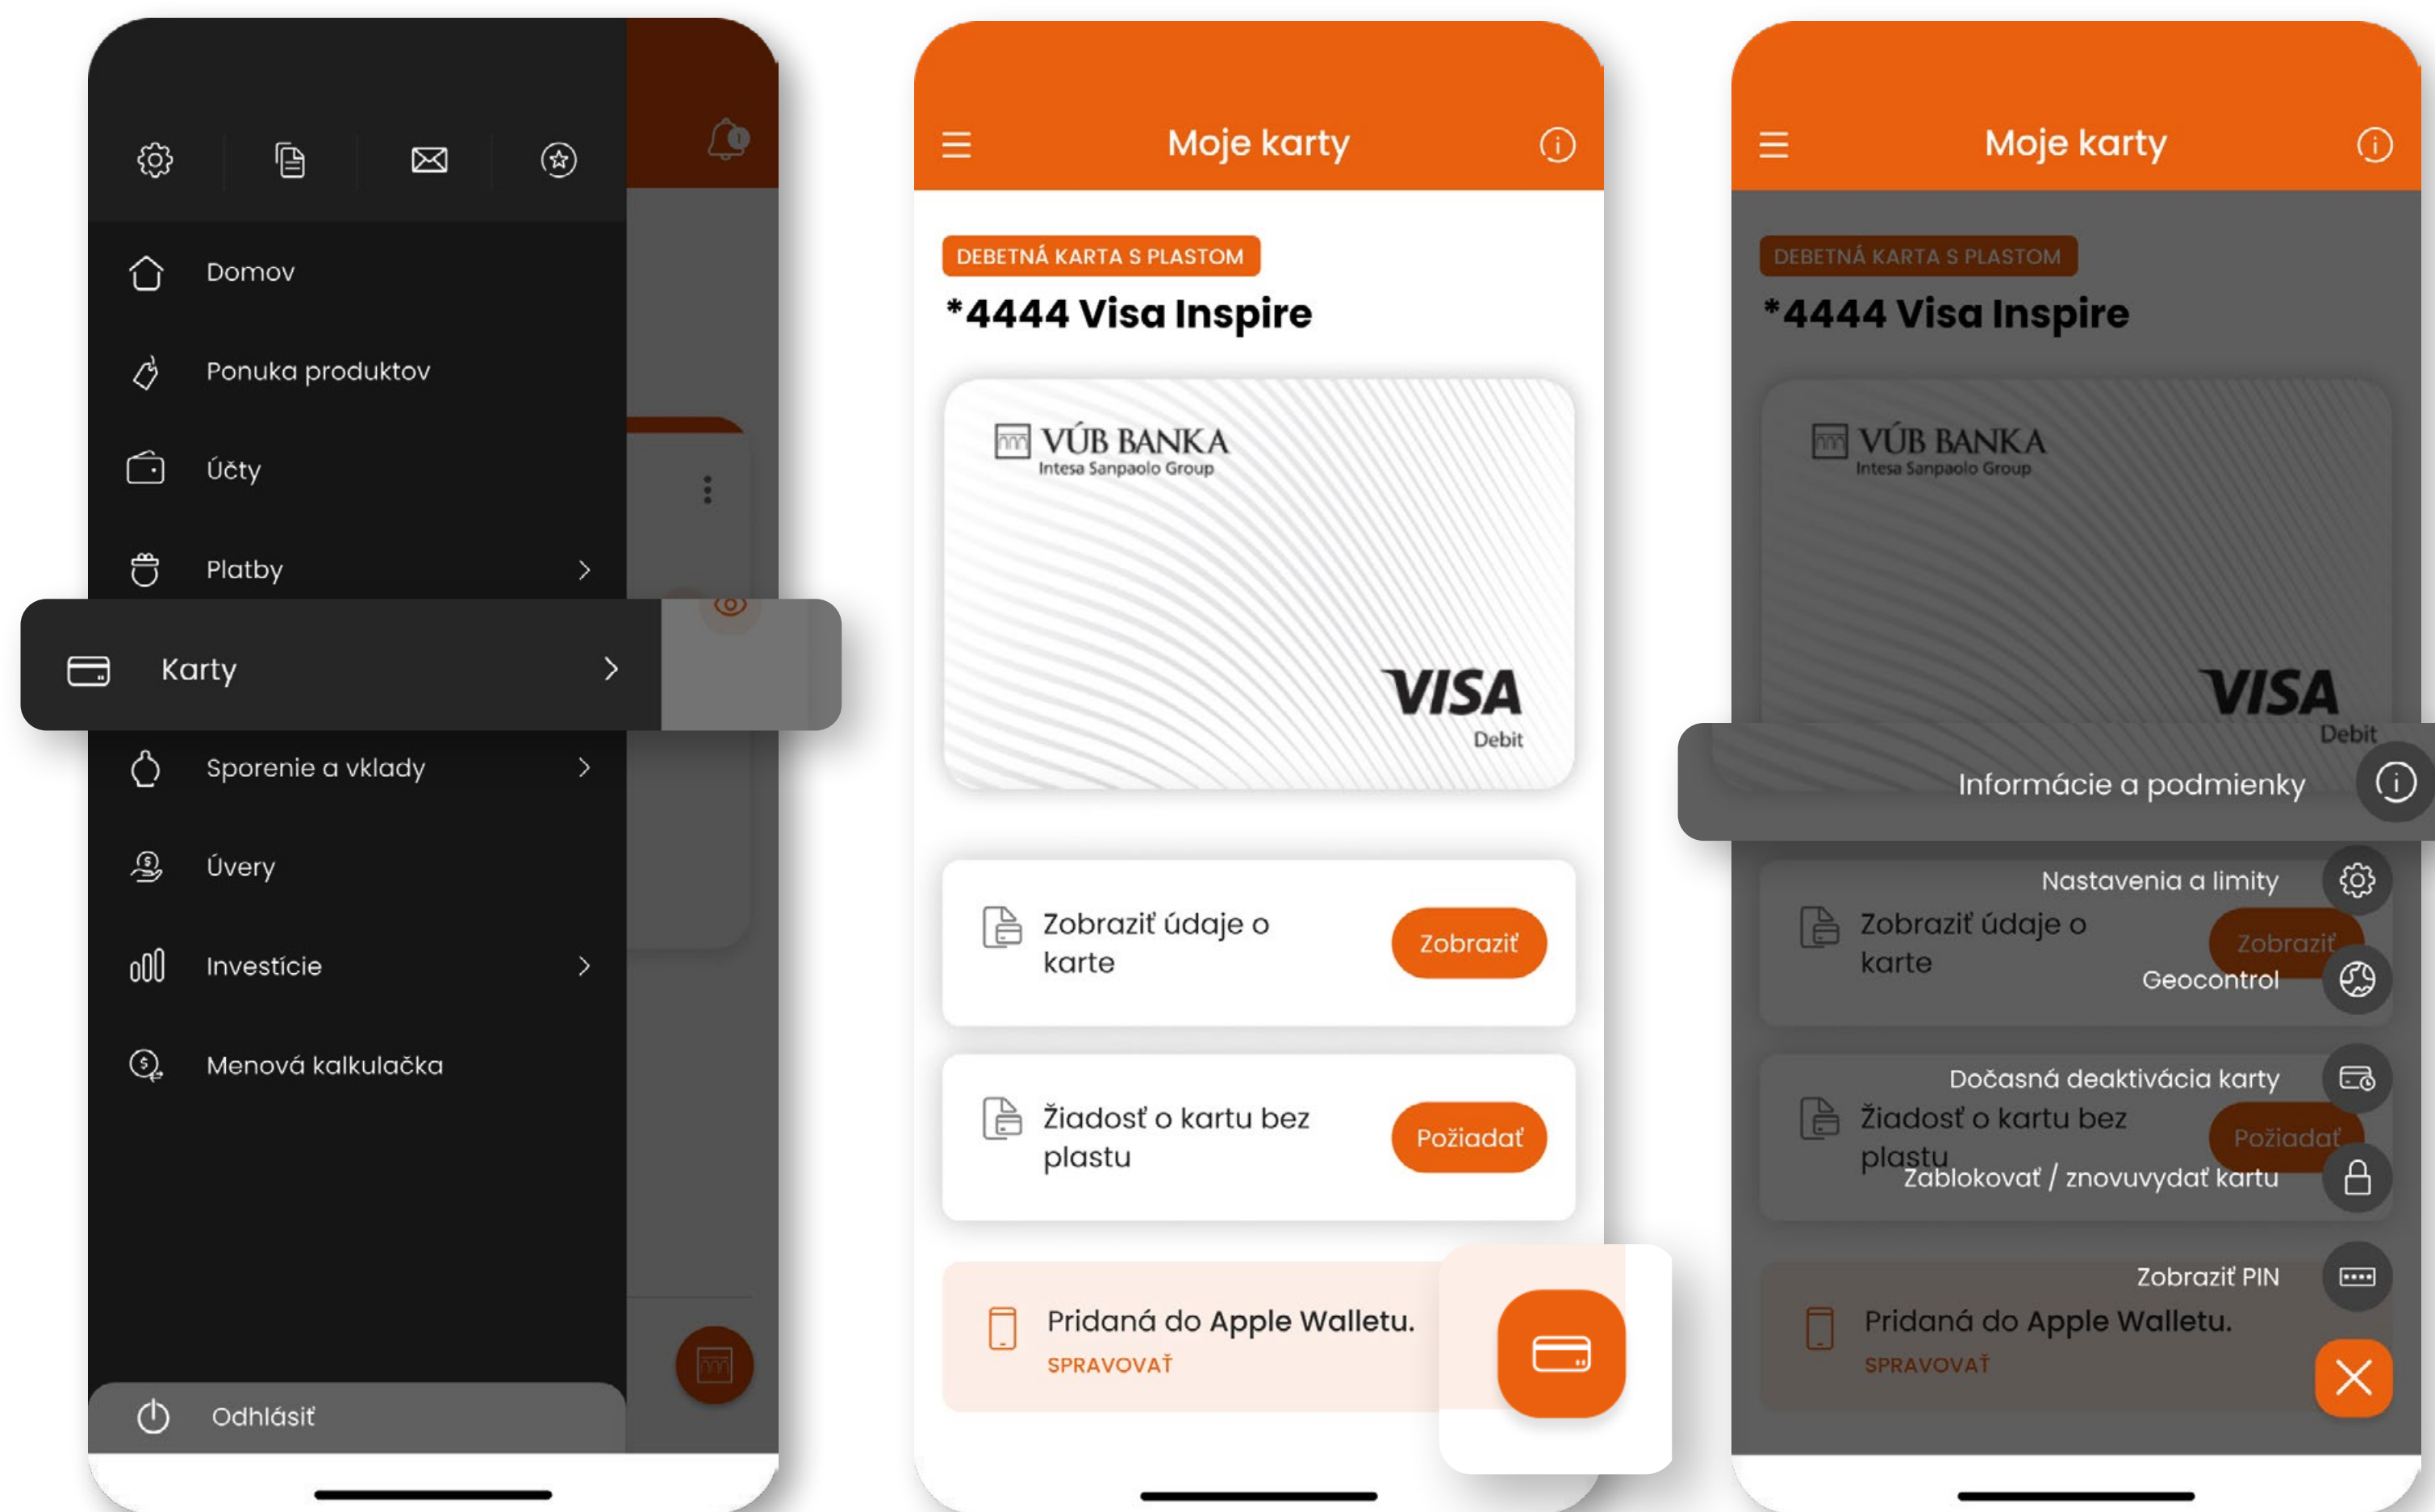 Domov
Ponuka produktov
Účty
Platby
Karty
Sporenie a vklady
Úvery
Investície
Menová kalkulačka
Odhlásiť
Moje karty
DEBETNÁ KARTA S PLASTOM
*4444 Visa Inspire
VÚB BANKA
Intesa Sanpaolo Group
VISA
Debit
Zobraziť údaje o
karte
Zobraziť
Žiadosť o kartu bez
plastu
Požiadať
Pridaná do Apple Walletu.
SPRAVOVAŤ
Moje karty
DEBETNÁ KARTA S PLASTOM
*4444 Visa Inspire
VÚB BANKA
Intesa Sanpaolo Group
VISA
Debit
Informácie a podmienky
Nastavenia a limity
Zobraziť údaje o
karte
Zobraziť
Geocontrol
Dočasná deaktivácia karty
Žiadosť o kartu bez
plastu
Požiadať
Zablokovať / znovuvydať kartu
Zobraziť PIN
Pridaná do Apple Walletu.
SPRAVOVAŤ